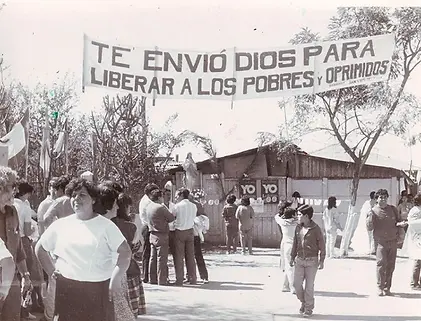 TE ENVIÓ DIOS PARA
LIBERAR A LOS POBRES Y OPRIMIDOS
YO YO